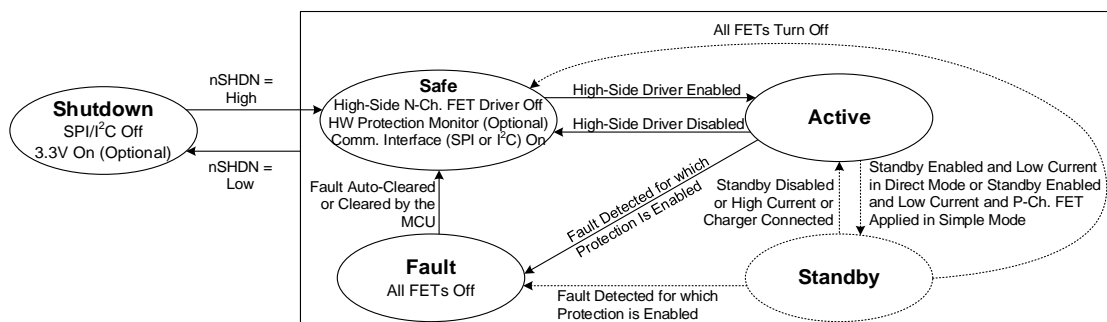 All FETs Turn Off
nSHDN =
High
Shutdown
SPI/I²C Off
3.3V On (Optional)
nSHDN =
Low
Safe
High-Side N-Ch. FET Driver Off
HW Protection Monitor (Optional)
Comm. Interface (SPI or I²C) On
High-Side Driver Enabled
High-Side Driver Disabled
Active
Fault Auto-Cleared
or Cleared by the
MCU
Fault Detected for which
Protection Is Enabled
Standby Disabled
or High Current or
Charger Connected
Standby Enabled and Low Current
in Direct Mode or Standby Enabled
and Low Current and P-Ch. FET
Applied in Simple Mode
Fault
All FETs Off
Fault Detected for which
Protection is Enabled
Standby